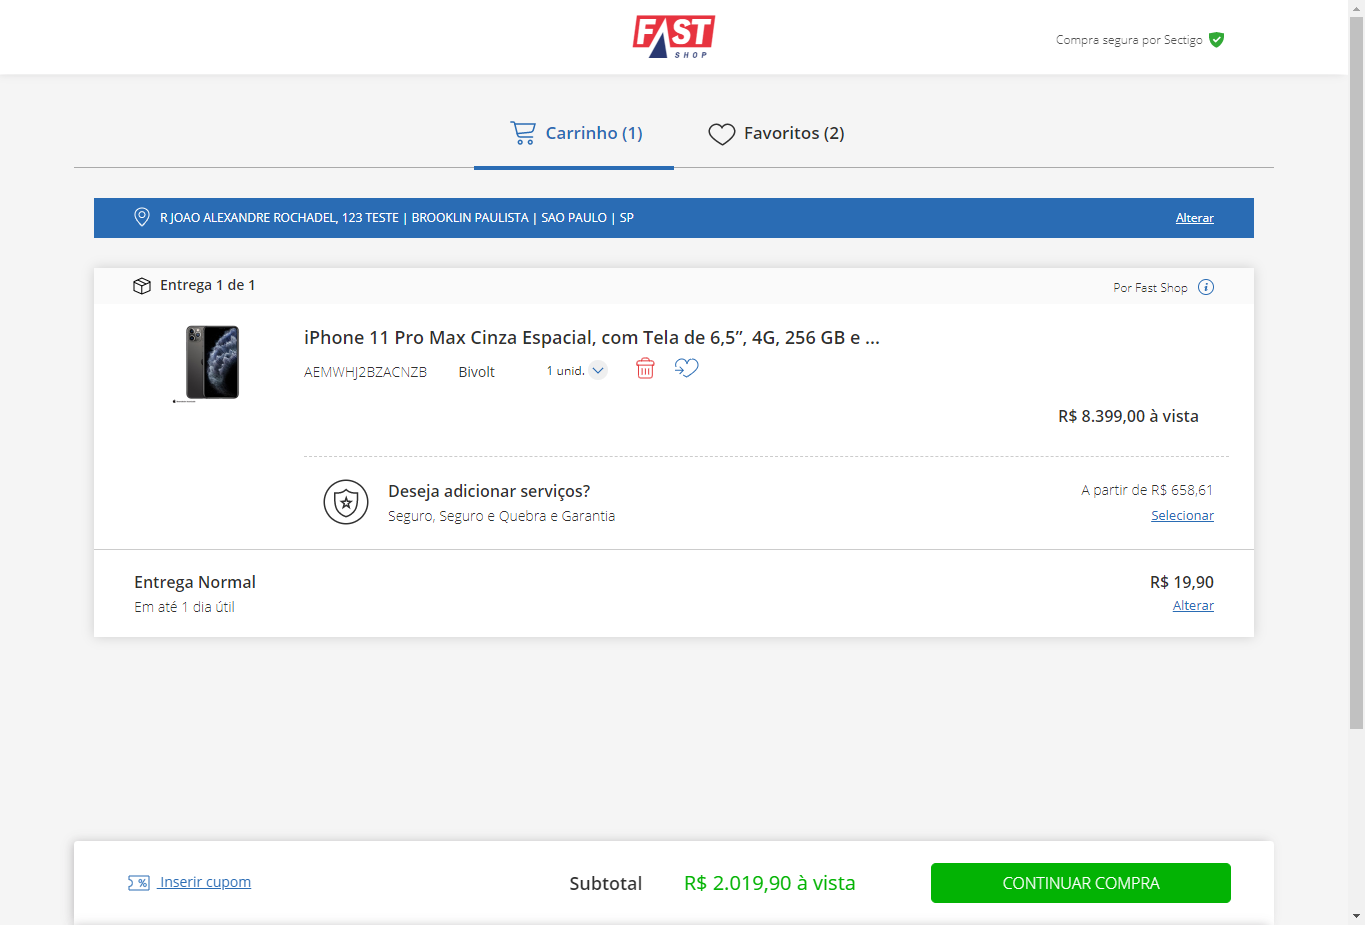 FAST
SHOP
Compra segura por Sectigo
Carrinho (1)
Favoritos (2)
R JOAO ALEXANDRE ROCHADEL, 123 TESTE | BROOKLIN PAULISTA | SAO PAULO | SP
Alterar
Entrega 1 de 1
Por Fast Shop
iPhone 11 Pro Max Cinza Espacial, com Tela de 6,5”, 4G, 256 GB e ...
AEMWHJ2BZACNZB Bivolt 1 unid.
R$ 8.399,00 à vista
Deseja adicionar serviços?
A partir de R$ 658,61
Seguro, Seguro e Quebra e Garantia
Selecionar
Entrega Normal
R$ 19,90
Em até 1 dia útil
Alterar
Inserir cupom
Subtotal
R$ 2.019,90 à vista
CONTINUAR COMPRA